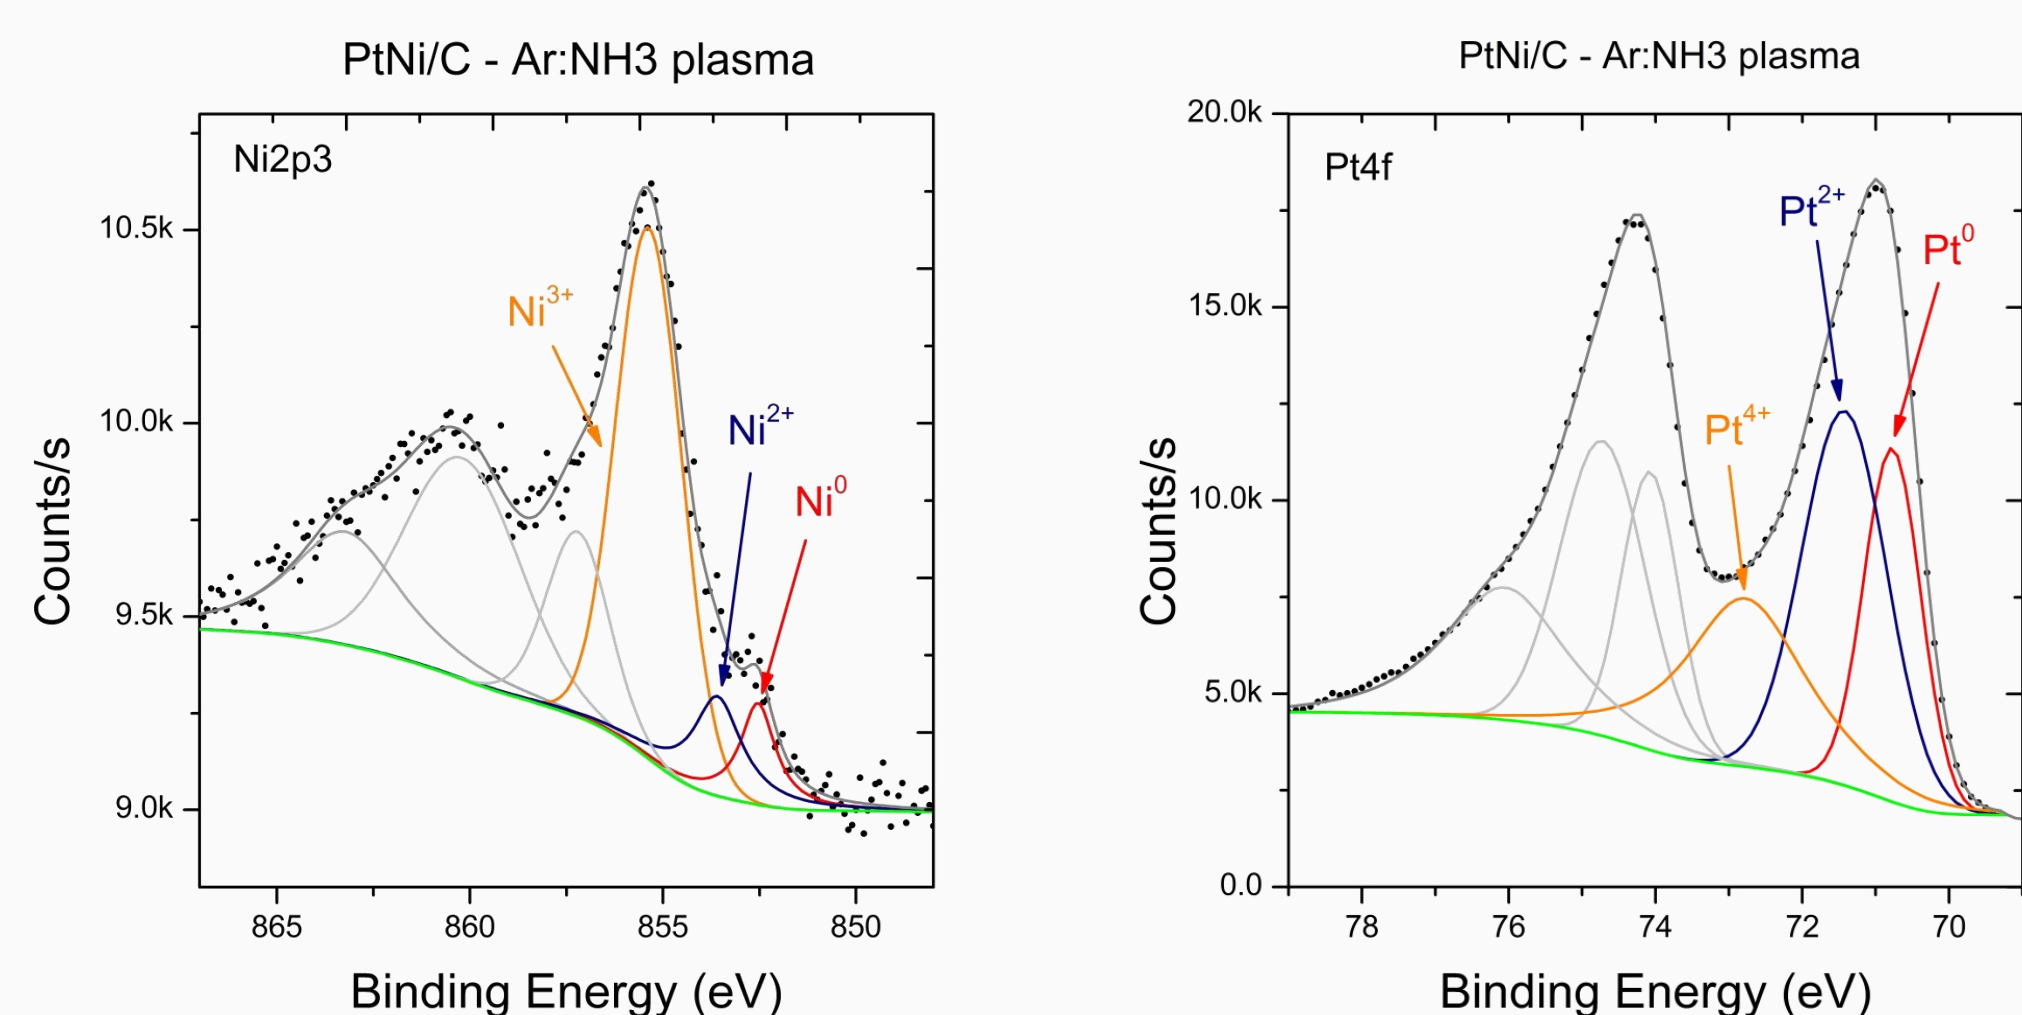 PtNi/C - Ar:NH3 plasma
Ni2p3
10.5k
10.0k
9.5k
9.0k
Counts/s
Ni3+
Ni2+
Ni0
865 860 855 850
Binding Energy (eV)
PtNi/C - Ar:NH3 plasma
Pt4f
20.0k
15.0k
10.0k
5.0k
0.0
Counts/s
Pt2+
Pt0
Pt4+
78 76 74 72 70
Binding Energy (eV)